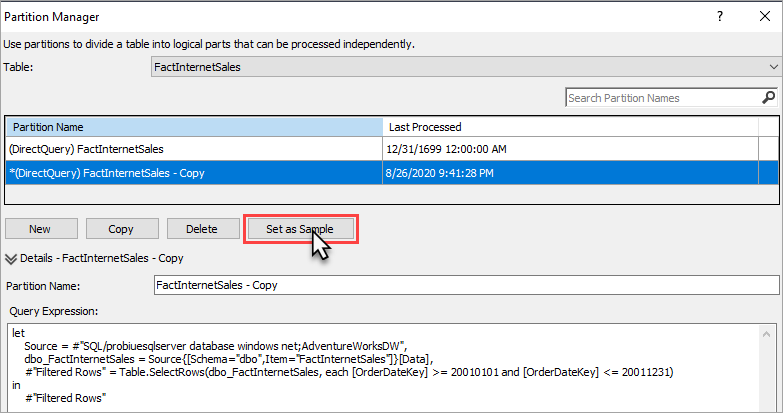 Partition Manager
?
Use partitions to divide a table into logical parts that can be processed independently.
Table: FactInternetSales
Search Partition Names
Partition Name Last Processed
(DirectQuery) FactInternetSales 12/31/1699 12:00:00 AM
*(DirectQuery) FactInternetSales - Copy 8/26/2020 9:41:28 PM
New Copy Delete Set as Sample
Details - FactInternetSales - Copy
Partition Name: FactInternetSales - Copy
Query Expression:
let
Source = #"SQL/probiuesqlserver database windows net;AdventureWorksDW",
dbo_FactInternetSales = Source{[Schema="dbo",Item="FactInternetSales"]}[Data],
#"Filtered Rows" = Table.SelectRows(dbo_FactInternetSales, each [OrderDateKey] >= 20010101 and [OrderDateKey] <= 20011231)
in
#"Filtered Rows"